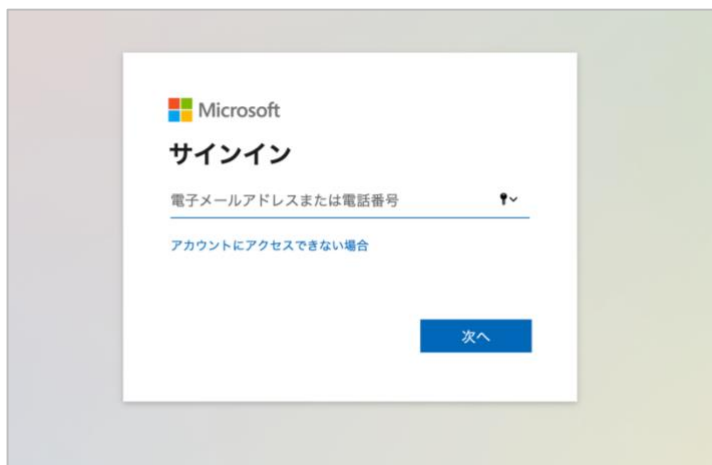 Microsoft
サインイン
電子メールアドレスまたは電話番号
アカウントにアクセスできない場合
次へ